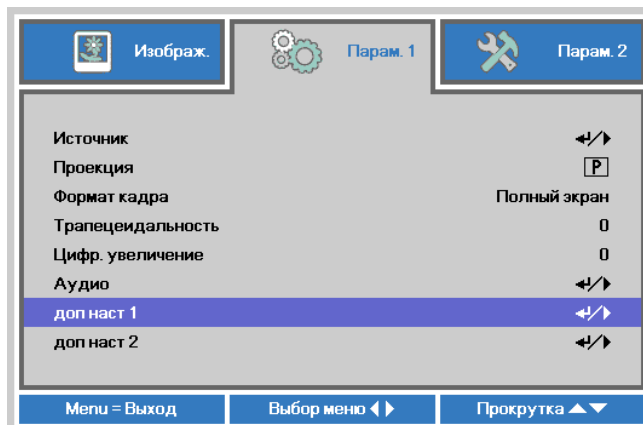 Изображ. Парам. 1 Парам. 2
Источник
Проекция P
Формат кадра Полный экран
Трапецеидальность 0
Цифр. увеличение 0
Аудио
доп наст 1
доп наст 2
Menu = Выход Выбор меню Прокрутка